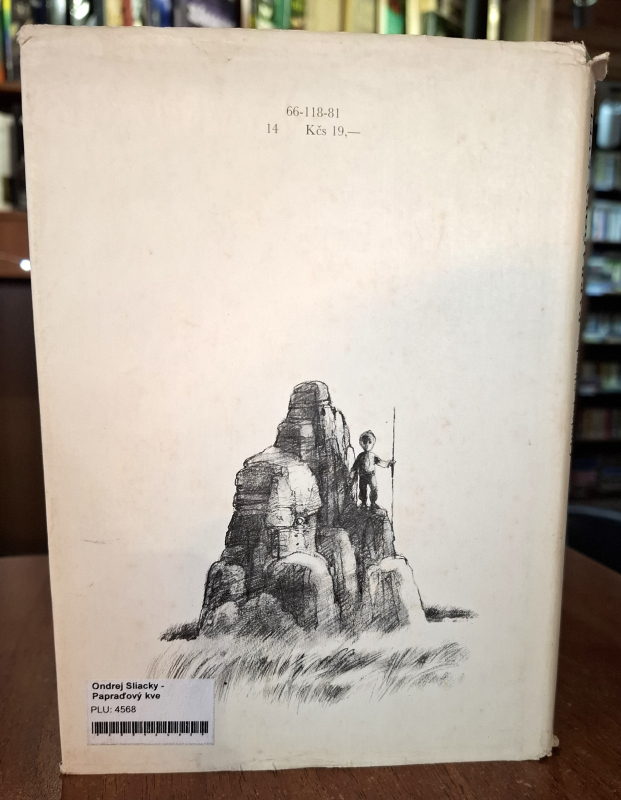 66-118-81
14 Kčs 19,—
Ondrej Sliacky -
Papraďový kve
PLU: 4568